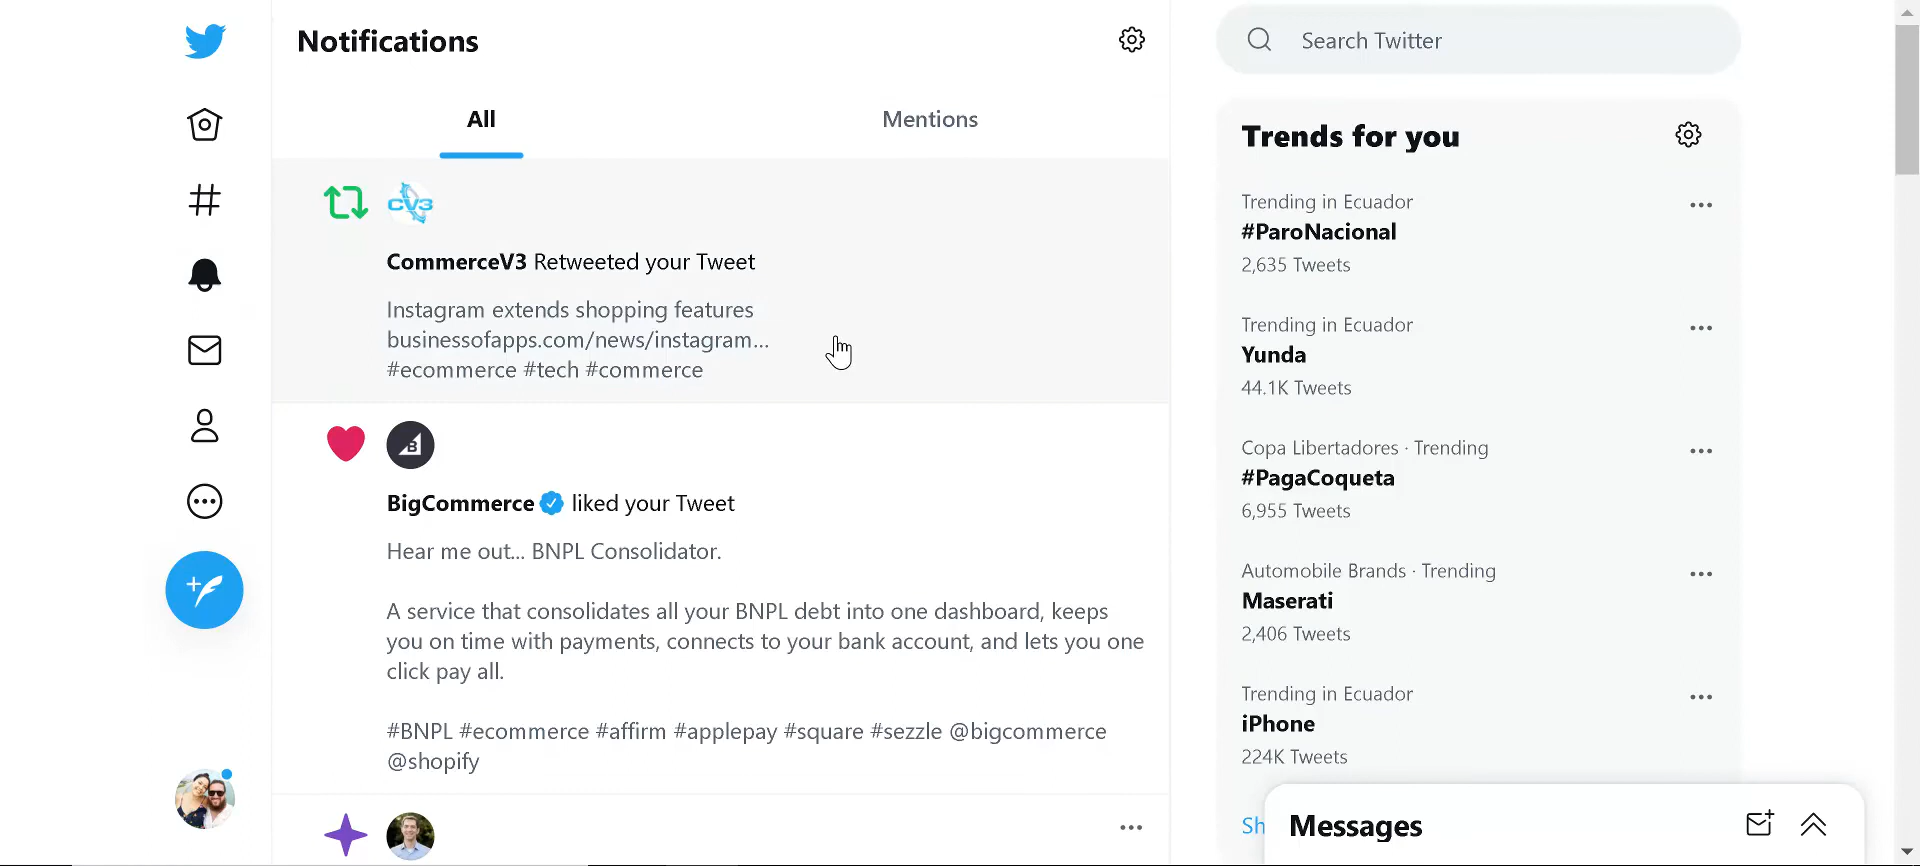 Notifications
All
Mentions
CV3
CommerceV3 Retweeted your Tweet
Instagram extends shopping features
businessofapps.com/news/instagram...
#ecommerce #tech #commerce
B
BigCommerce liked your Tweet
Hear me out... BNPL Consolidator.
A service that consolidates all your BNPL debt into one dashboard, keeps
you on time with payments, connects to your bank account, and lets you one
click pay all.
#BNPL #ecommerce #affirm #applepay #square #sezzle @bigcommerce
@shopify
Search Twitter
Trends for you
Trending in Ecuador
#ParoNacional
2,635 Tweets
Trending in Ecuador
Yunda
44.1K Tweets
Copa Libertadores · Trending
#PagaCoqueta
6,955 Tweets
Automobile Brands · Trending
Maserati
2,406 Tweets
Trending in Ecuador
iPhone
224K Tweets
Sh
Messages